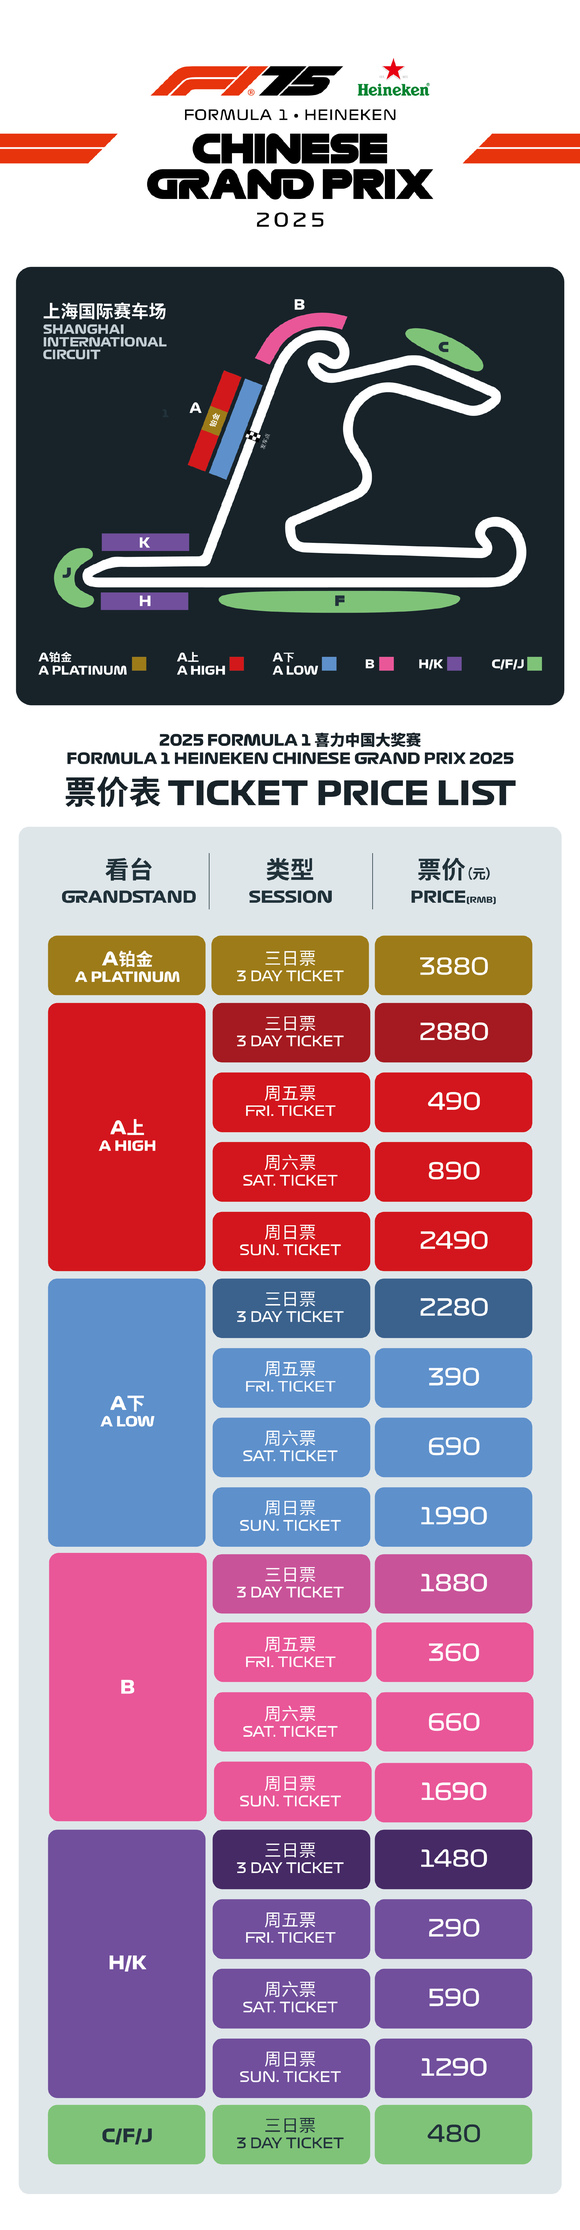 F1 75
Heineken
FORMULA 1 • HEINEKEN
CHINESE
GRAND PRIX
2025
上海国际赛车场
SHANGHAI
INTERNATIONAL
CIRCUIT
B
C
1
A
铂金
K
J
H
F
A铂金
A PLATINUM
A上
A HIGH
A下
A LOW
B
H/K
C/F/J
2025 FORMULA 1 喜力中国大奖赛
FORMULA 1 HEINEKEN CHINESE GRAND PRIX 2025
票价表 TICKET PRICE LIST
看台 类型 票价(元)
GRANDSTAND SESSION PRICE(RMB)
A铂金
A PLATINUM
三日票
3 DAY TICKET
3880
A上
A HIGH
三日票
3 DAY TICKET
2880
周五票
FRI. TICKET
490
周六票
SAT. TICKET
890
周日票
SUN. TICKET
2490
A下
A LOW
三日票
3 DAY TICKET
2280
周五票
FRI. TICKET
390
周六票
SAT. TICKET
690
周日票
SUN. TICKET
1990
B
三日票
3 DAY TICKET
1880
周五票
FRI. TICKET
360
周六票
SAT. TICKET
660
周日票
SUN. TICKET
1690
H/K
三日票
3 DAY TICKET
1480
周五票
FRI. TICKET
290
周六票
SAT. TICKET
590
周日票
SUN. TICKET
1290
C/F/J
三日票
3 DAY TICKET
480